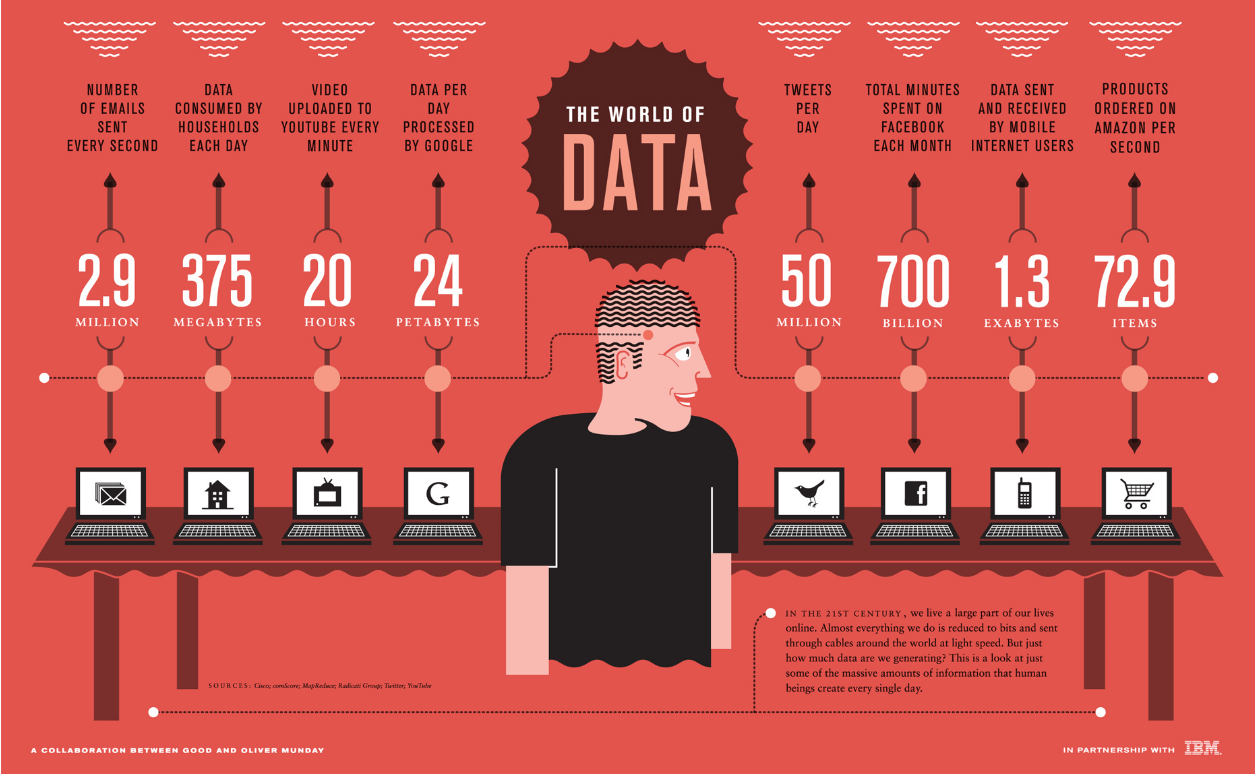 THE WORLD OF
DATA
NUMBER
OF EMAILS
SENT
EVERY SECOND
2.9
MILLION
DATA
CONSUMED BY
HOUSEHOLDS
EACH DAY
375
MEGABYTES
VIDEO
UPLOADED TO
YOUTUBE EVERY
MINUTE
20
HOURS
DATA PER
DAY
PROCESSED
BY GOOGLE
24
PETABYTES
G
TWEETS
PER
DAY
50
MILLION
TOTAL MINUTES
SPENT ON
FACEBOOK
EACH MONTH
700
BILLION
f
DATA SENT
AND RECEIVED
BY MOBILE
INTERNET USERS
1.3
EXABYTES
PRODUCTS
ORDERED ON
AMAZON PER
SECOND
72.9
ITEMS
IN THE 21ST CENTURY, we live a large part of our lives
online. Almost everything we do is reduced to bits and sent
through cables around the world at light speed. But just
how much data are we generating? This is a look at just
some of the massive amounts of information that human
beings create every single day.
SOURCES: Cisco; comScore; MapReduce; Radicati Group; Twitter; YouTube
A COLLABORATION BETWEEN GOOD AND OLIVER MUNDAY
IN PARTNERSHIP WITH IBM.